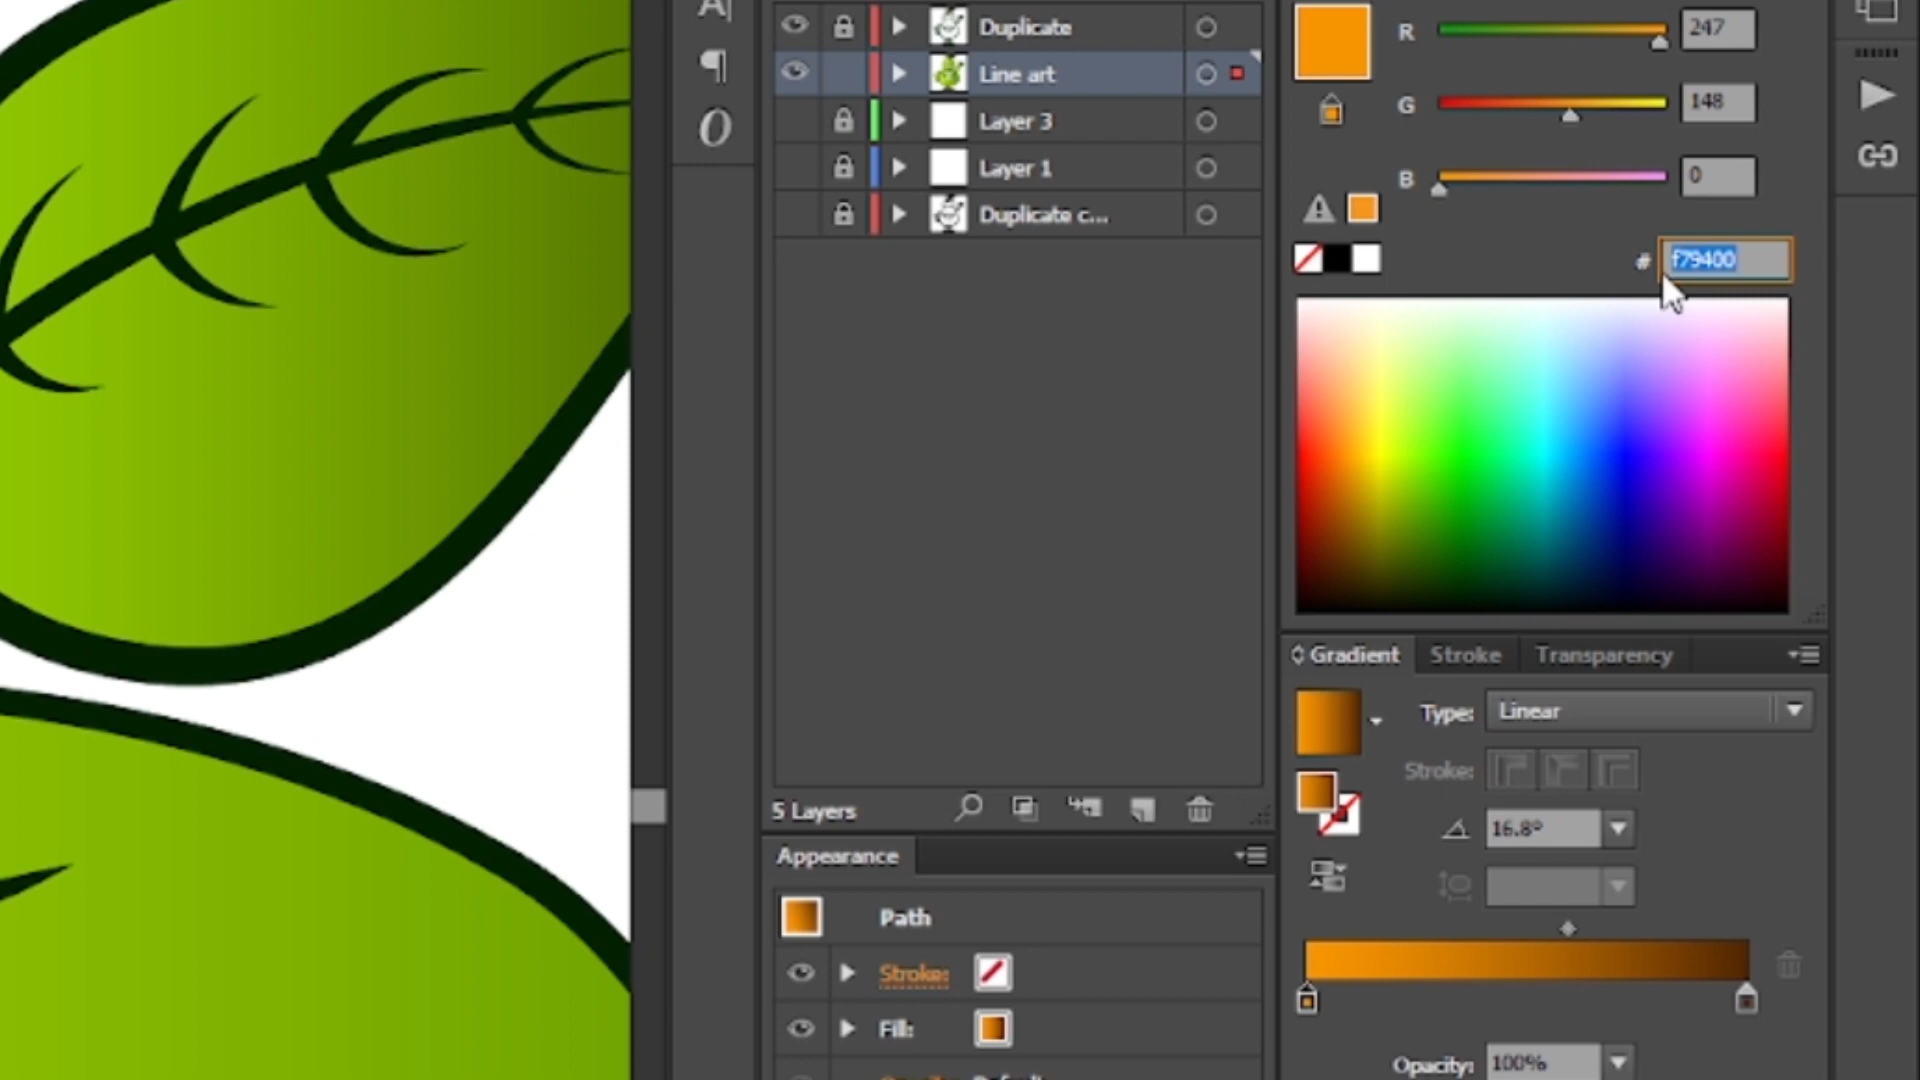 Duplicate
Line art
Layer 3
Layer 1
Duplicate c...
5 Layers
Appearance
Path
Stroke:
Fill:
R 247
G 148
B 0
# f79400
Gradient Stroke Transparency
Type: Linear
Stroke:
16.8°
Opacity: 100%